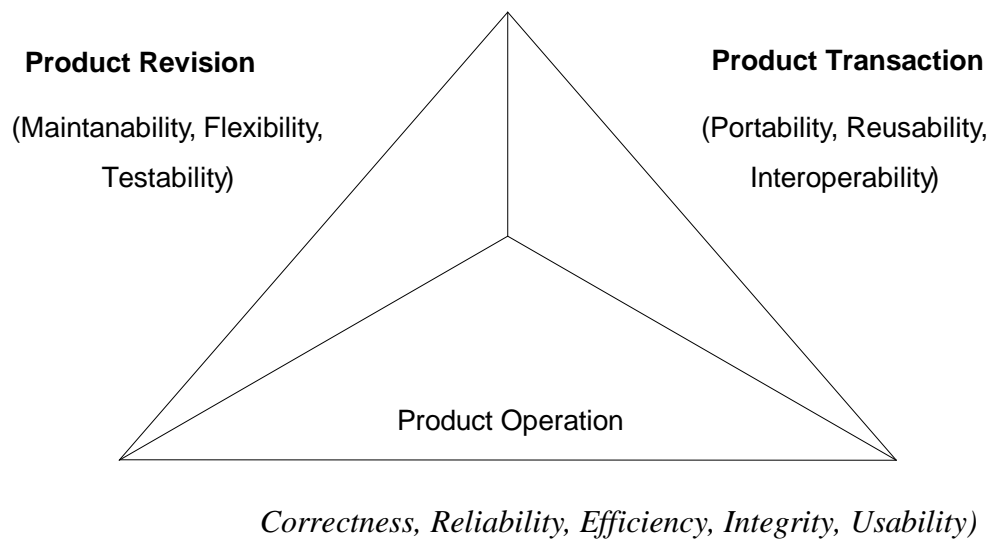 Product Revision
(Maintanability, Flexibility,
Testability)
Product Transaction
(Portability, Reusability,
Interoperability)
Product Operation
Correctness, Reliability, Efficiency, Integrity, Usability)